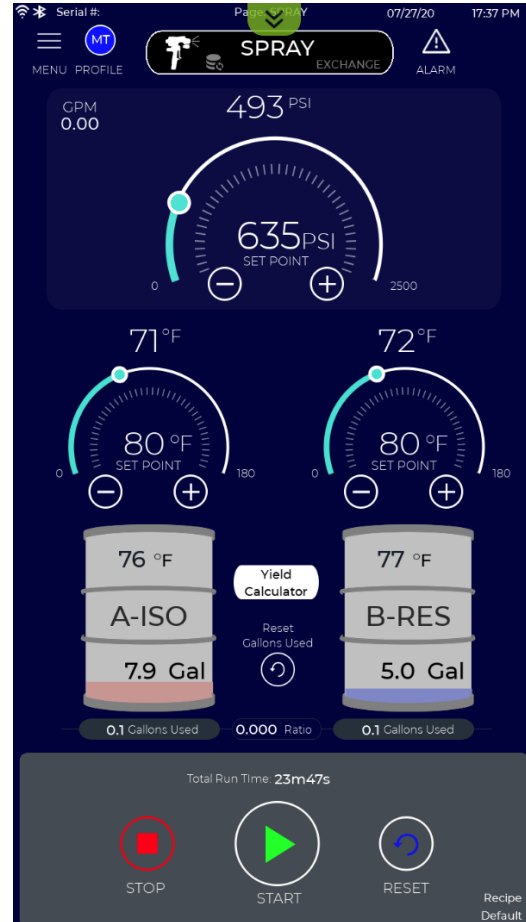 Serial #:
Page: SPRAY
07/27/20
17:37 PM
MT
MENU
PROFILE
SPRAY
EXCHANGE
ALARM
GPM
0.00
493 PSI
635PSI
SET POINT
0
2500
71°F
72°F
80 °F
SET POINT
0
180
80 °F
SET POINT
0
180
76 °F
A-ISO
7.9 Gal
Yield
Calculator
Reset
Gallons Used
77 °F
B-RES
5.0 Gal
0.1 Gallons Used
0.000 Ratio
0.1 Gallons Used
Total Run TIme: 23m47s
STOP
START
RESET
Recipe
Default